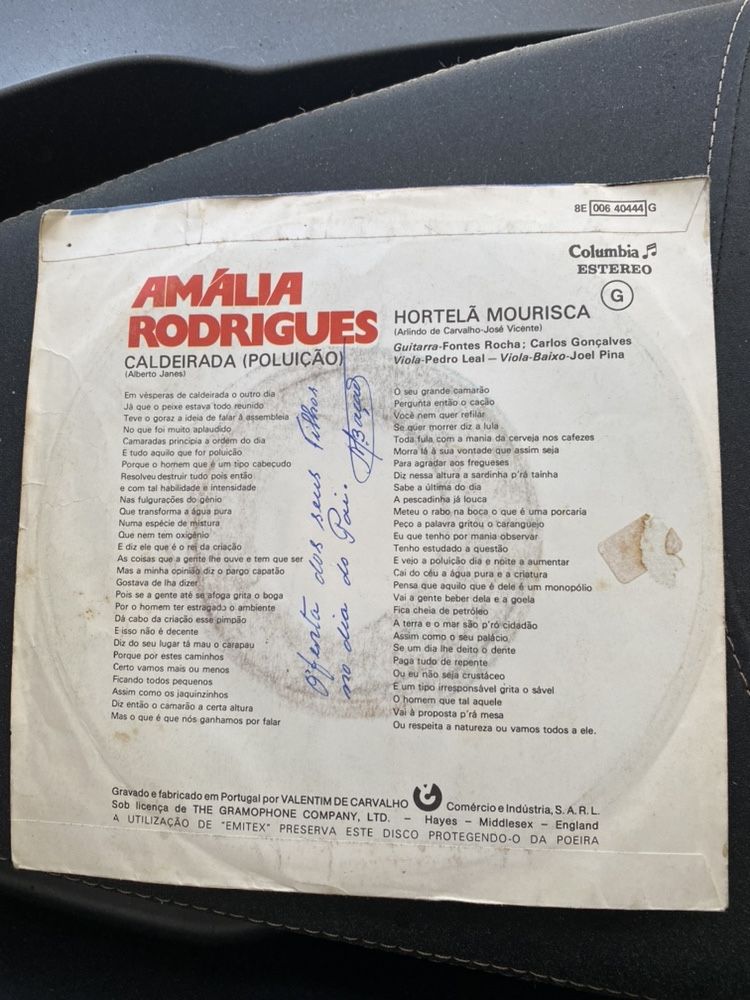 8E 006 40444 G
Columbia
ESTEREO
G
AMÁLIA
RODRIGUES
CALDEIRADA (POLUIÇÃO)
(Alberto Janes)
HORTELÃ MOURISCA
(Arlindo de Carvalho-José Vicente)
Guitarra-Fontes Rocha; Carlos Gonçalves
Viola-Pedro Leal — Viola-Baixo-Joel Pina
Em vésperas de caldeirada o outro dia
Já que o peixe estava todo reunido
Teve o goraz a ideia de falar à assembleia
No que foi muito aplaudido
Camaradas principia a ordem do dia
E tudo aquilo que for poluição
Porque o homem que é um tipo cabeçudo
Resolveu destruir tudo pois então
e com tal habilidade e intensidade
Nas fulgurações do génio
Que transforma a água pura
Numa espécie de mistura
Que nem tem oxigénio
E diz ele que é o rei da criação
As coisas que a gente lhe ouve e tem que ser
Mas a minha opinião diz o pargo capatão
Gostava de lha dizer
Pois se a gente até se afoga grita o boga
Por o homem ter estragado o ambiente
Dá cabo da criação esse pimpão
E isso não é decente
Diz do seu lugar tá mau o carapau
Porque por estes caminhos
Certo vamos mais ou menos
Ficando todos pequenos
Assim como os jaquinzinhos
Diz então o camarão a certa altura
Mas o que é que nós ganhamos por falar
O seu grande camarão
Pergunta então o cação
Você nem quer refilar
Se quer morrer diz a lula
Toda fula com a mania da cerveja nos cafezes
Morra lá à sua vontade que assim seja
Para agradar aos fregueses
Diz nessa altura a sardinha p'rá tainha
Sabe a última do dia
A pescadinha já louca
Meteu o rabo na boca o que é uma porcaria
Peço a palavra gritou o caranguejo
Eu que tenho por mania observar
Tenho estudado a questão
E vejo a poluição dia e noite a aumentar
Cai do céu a água pura e a criatura
Pensa que aquilo que é dele é um monopólio
Vai a gente beber dela e a goela
Fica cheia de petróleo
A terra e o mar são p'ró cidadão
Assim como o seu palácio
Se um dia lhe deito o dente
Paga tudo de repente
Ou eu não seja crustáceo
E um tipo irresponsável grita o sável
O homem que tal aquele
Vai à proposta p'rá mesa
Ou respeita a natureza ou vamos todos a ele.
Oferta dos seus Filhos
no dia do Pai.
Gravado e fabricado em Portugal por VALENTIM DE CARVALHO Comércio e Indústria, S. A. R. L.
Sob licença de THE GRAMOPHONE COMPANY, LTD. — Hayes — Middlesex — England
A UTILIZAÇÃO DE "EMITEX" PRESERVA ESTE DISCO PROTEGENDO-O DA POEIRA